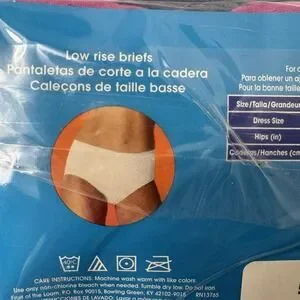 Low rise briefs
Pantaletas de corte a la cadera
Caleçons de taille basse
For
Para obtener un a
Pour la bonne taille
Size/Talla/Grandeur
Dress Size
Hips (in)
Caderas/Hanches (cm
CARE INSTRUCTIONS: Machine wash warm with like colors
Use only non-chlorine bleach when needed. Tumble dry low. Do not iron
Fruit of the Loom, P.O. Box 90015, Bowling Green, KY 42102-9015 RN13765
INSTRUCCIONES DE LAVADO: